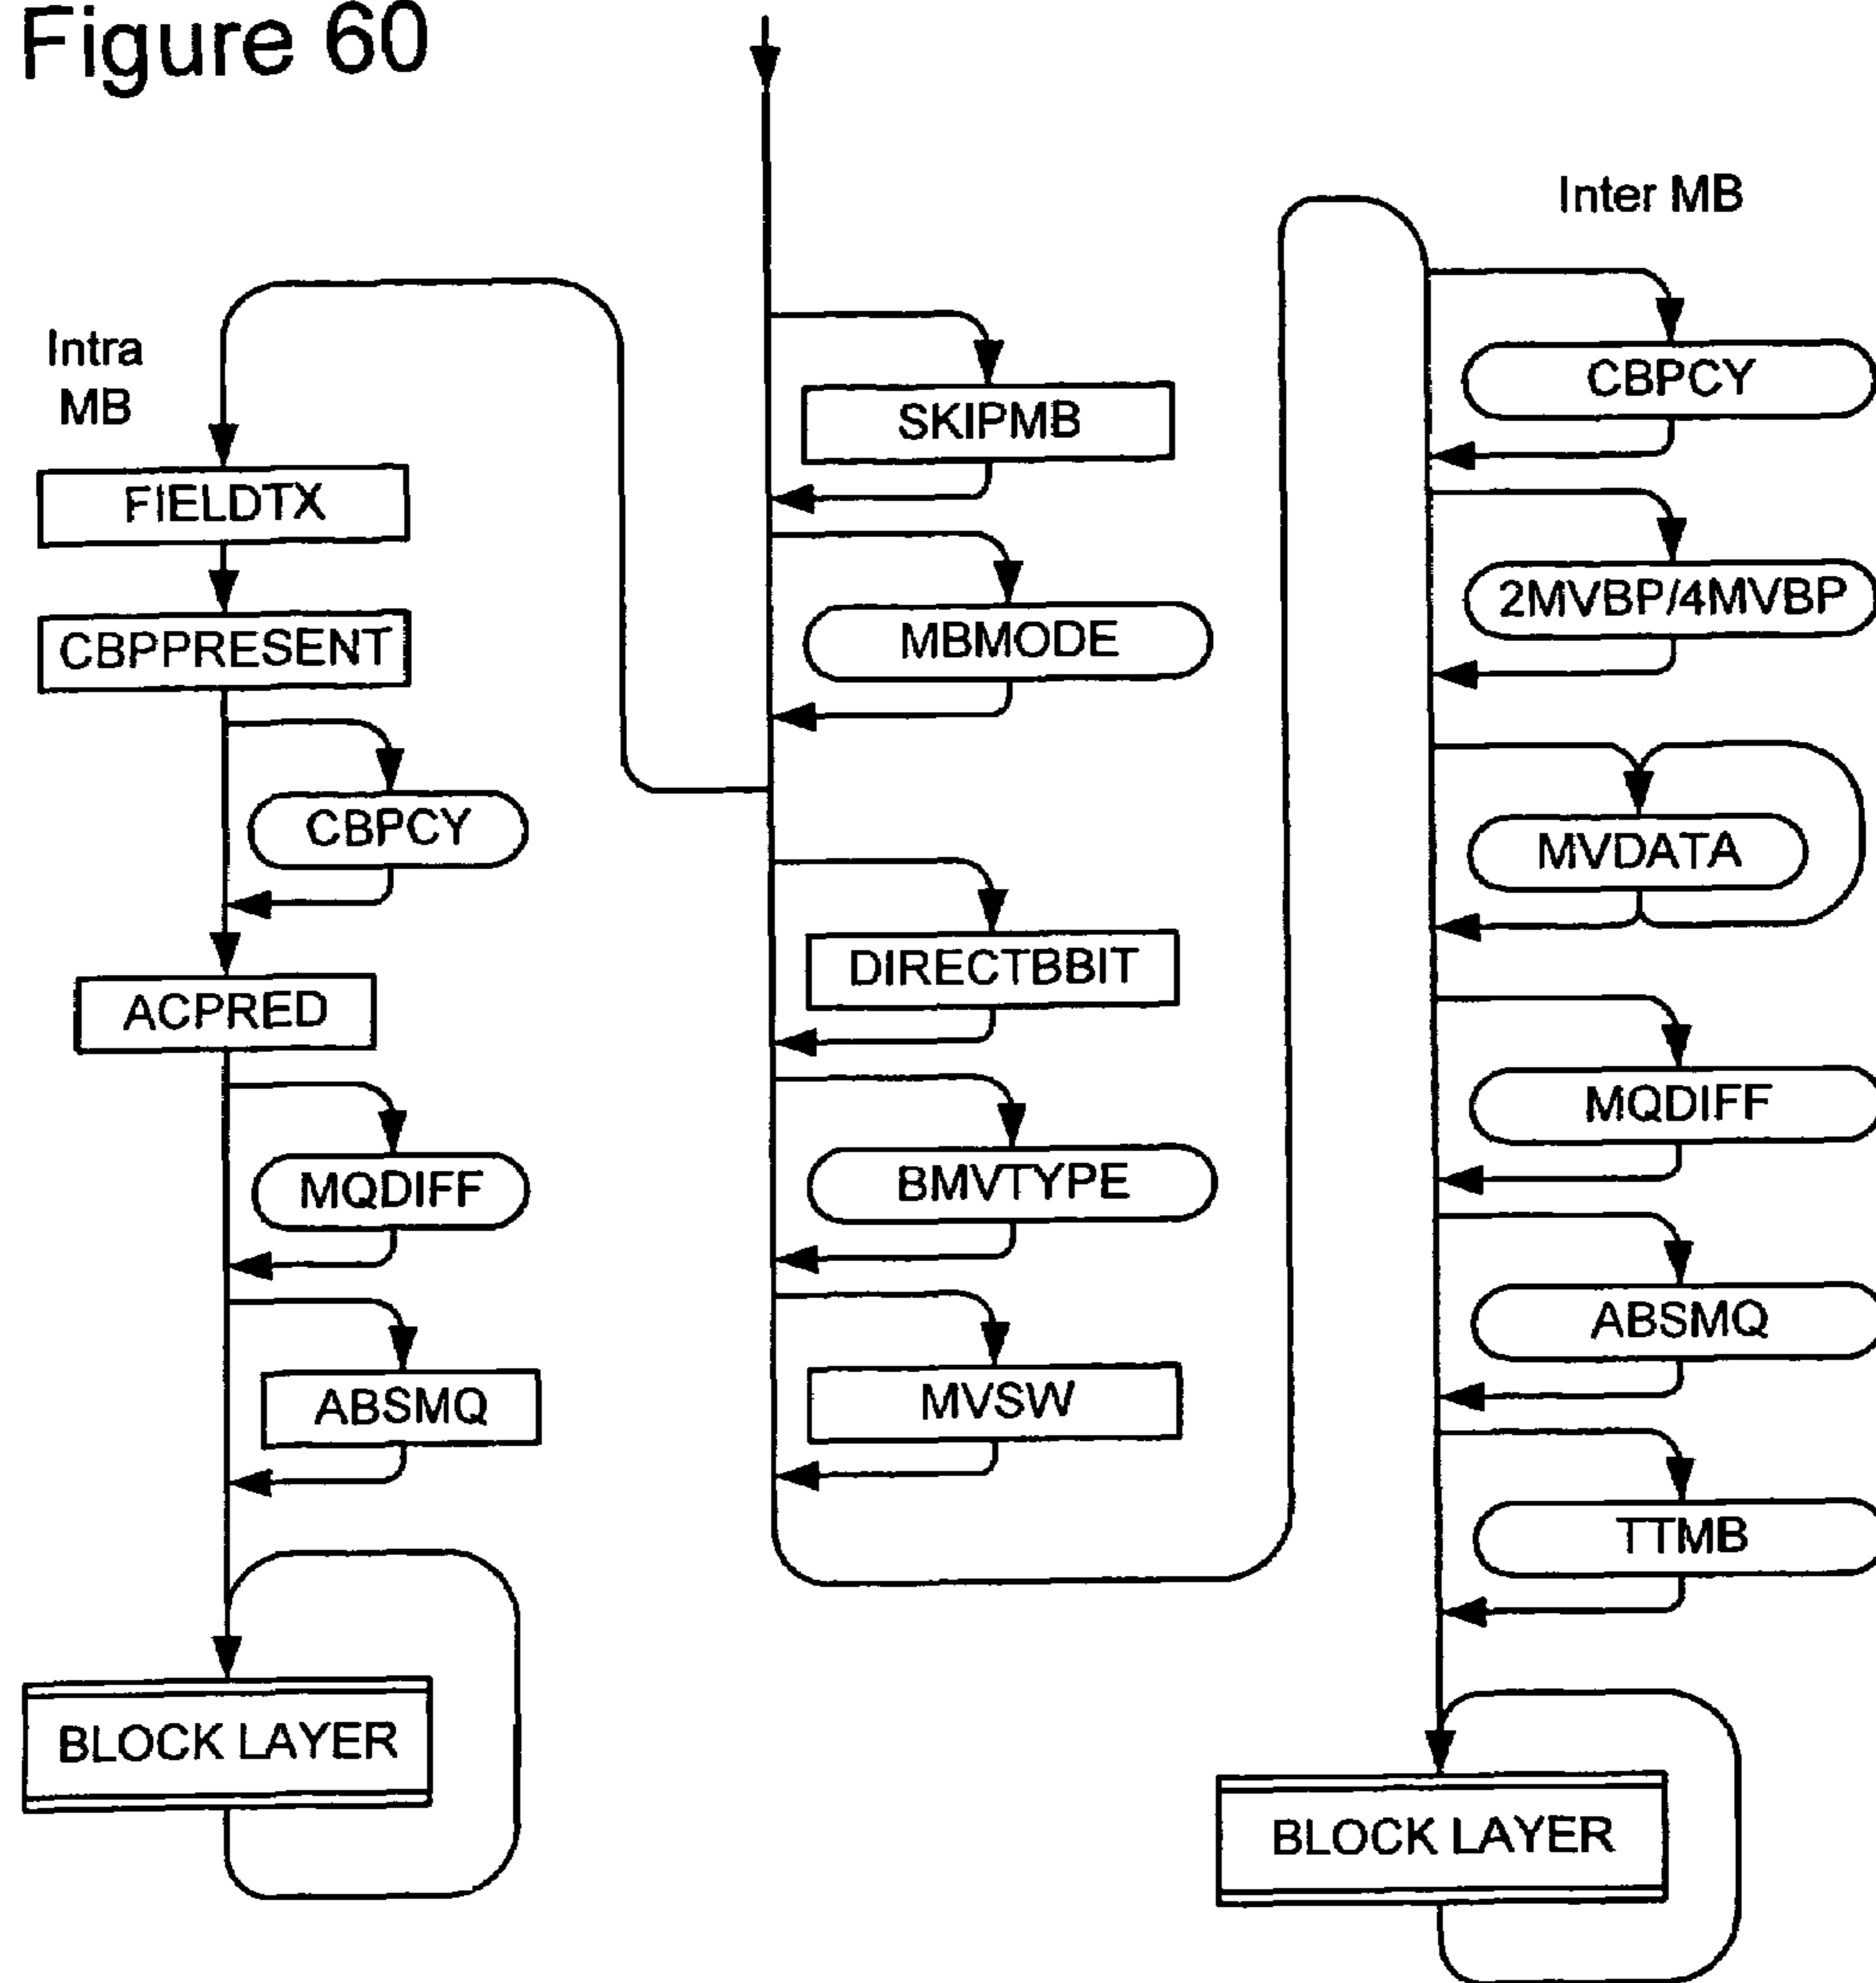 Figure 60
Intra
MB
FIELDTX
CBPPRESENT
CBPCY
ACPRED
MQDIFF
ABSMQ
BLOCK LAYER
SKIPMB
MBMODE
DIRECTBBIT
BMVTYPE
MVSW
Inter MB
CBPCY
2MVBP/4MVBP
MVDATA
MQDIFF
ABSMQ
TTMB
BLOCK LAYER